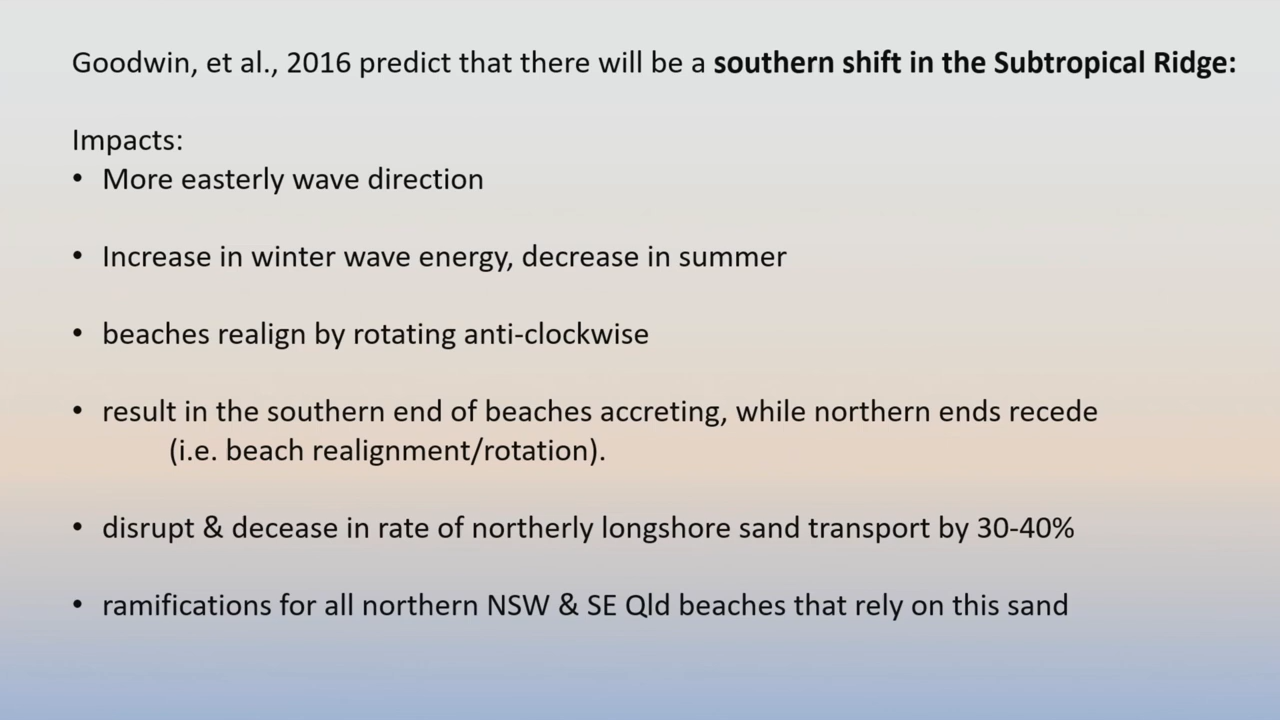 Goodwin, et al., 2016 predict that there will be a southern shift in the Subtropical Ridge:
Impacts:
• More easterly wave direction
• Increase in winter wave energy, decrease in summer
• beaches realign by rotating anti-clockwise
• result in the southern end of beaches accreting, while northern ends recede
(i.e. beach realignment/rotation).
• disrupt & decease in rate of northerly longshore sand transport by 30-40%
• ramifications for all northern NSW & SE Qld beaches that rely on this sand